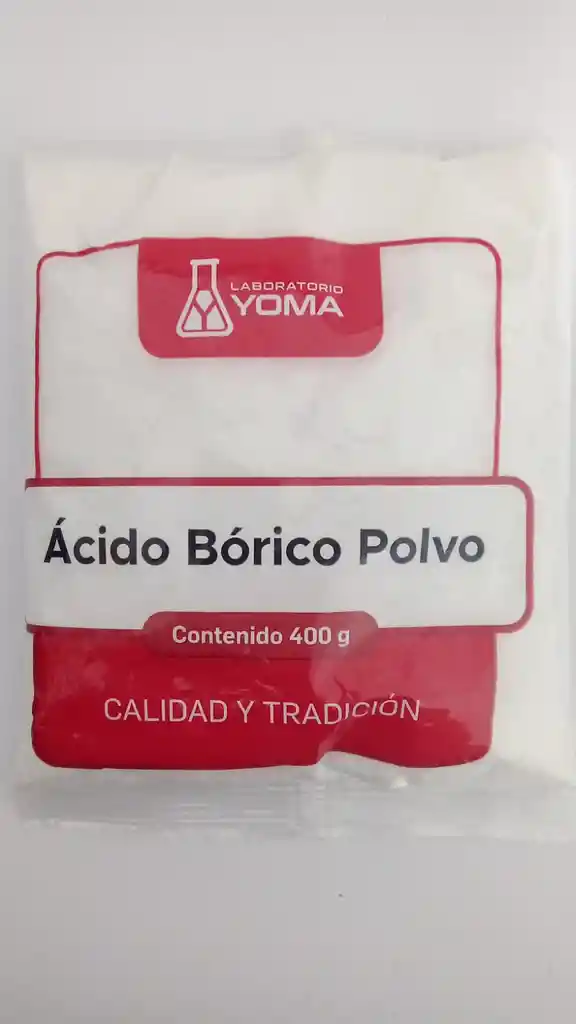 LABORATORIO
YOMA
Ácido Bórico Polvo
Contenido 400 g
CALIDAD Y TRADICIÓN